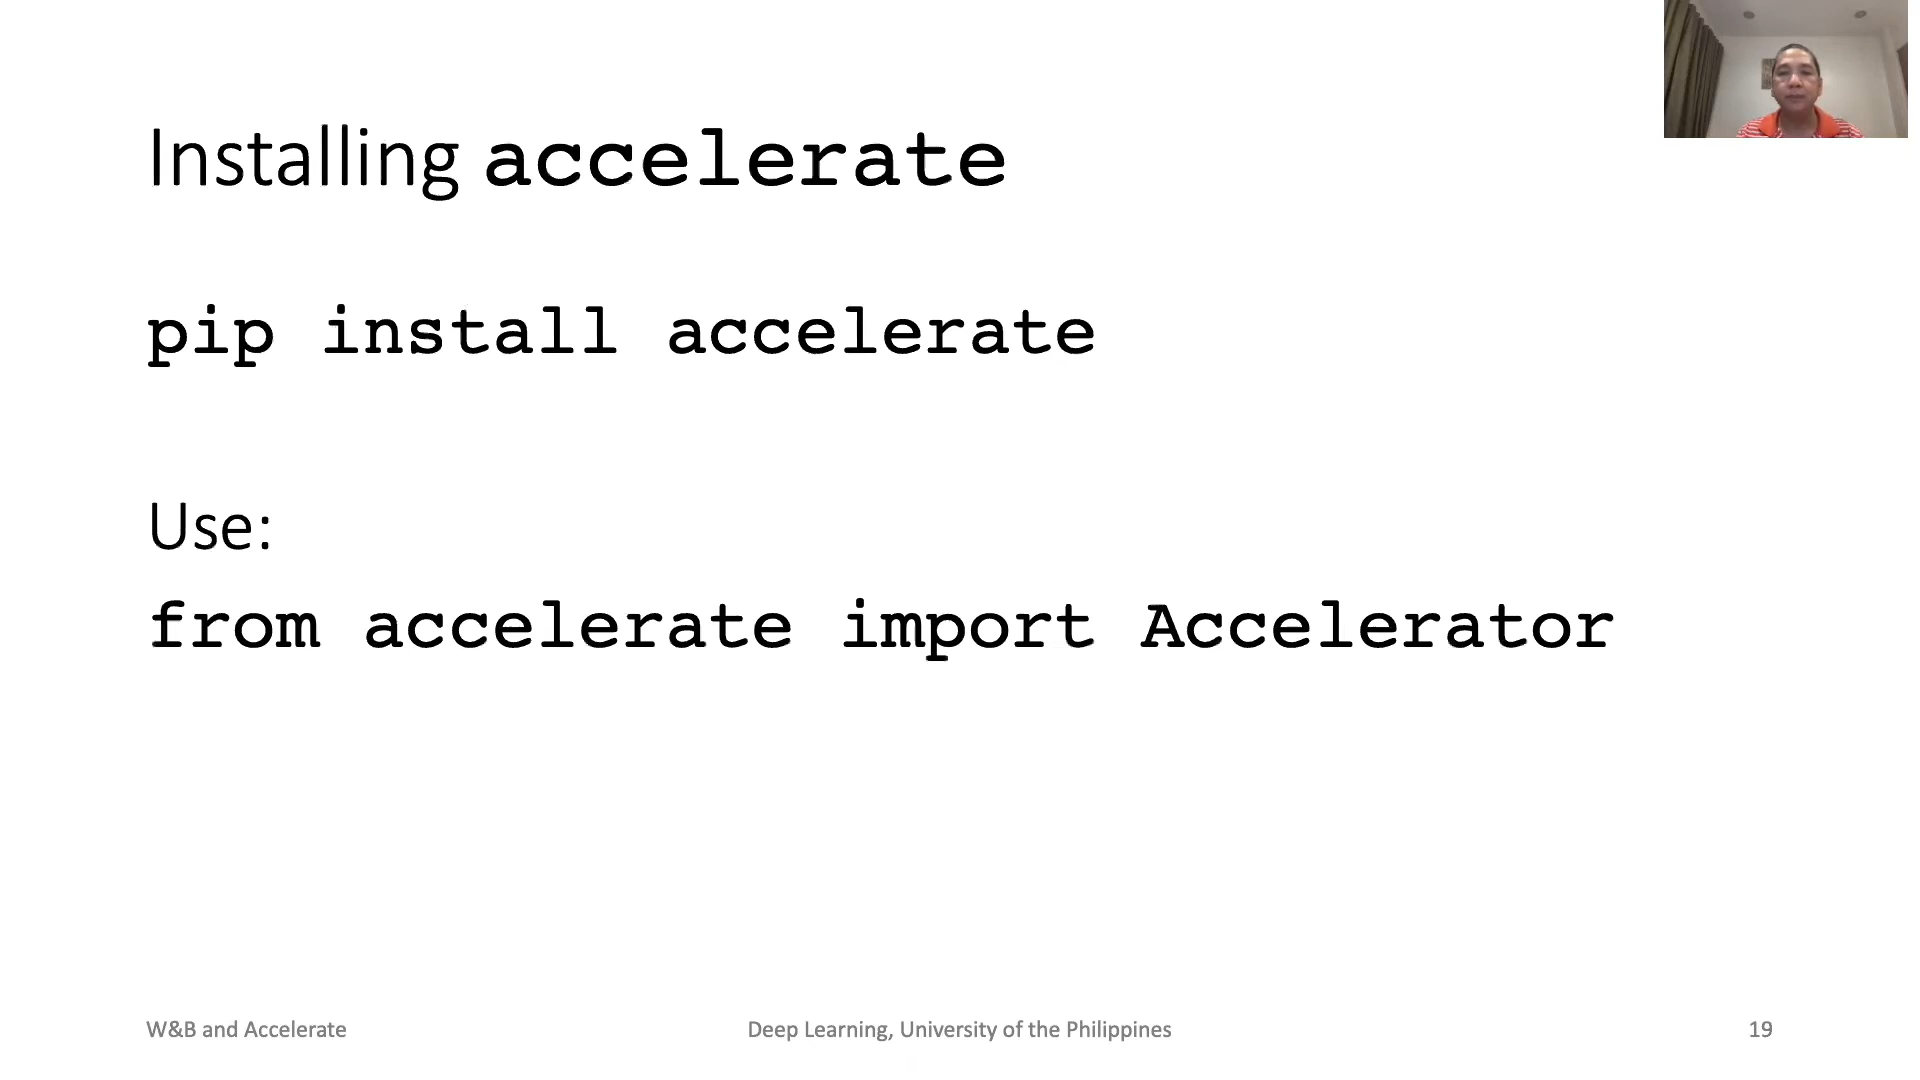 Installing accelerate
pip install accelerate
Use:
from accelerate import Accelerator
W&B and Accelerate
Deep Learning, University of the Philippines
19